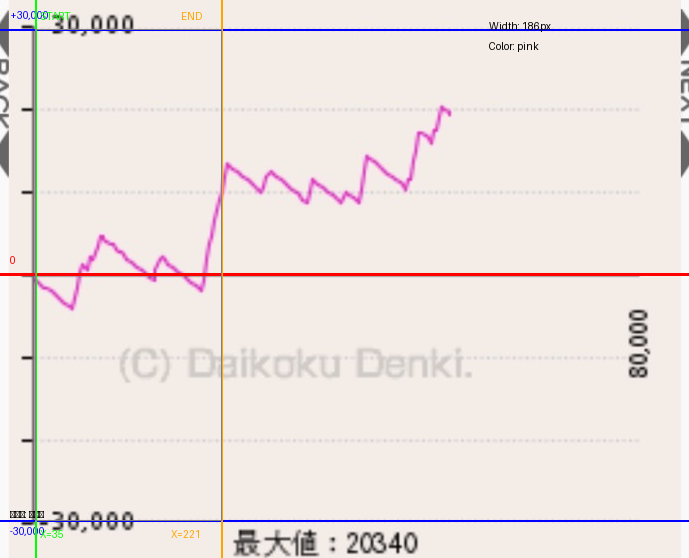 +30,000
START
30,000
END
Width: 186px
Color: pink
BACK
NEXT
0
80,000
(C) Daikoku Denki.
-30,000
-30,000
X=36
X=221
最大値：20340